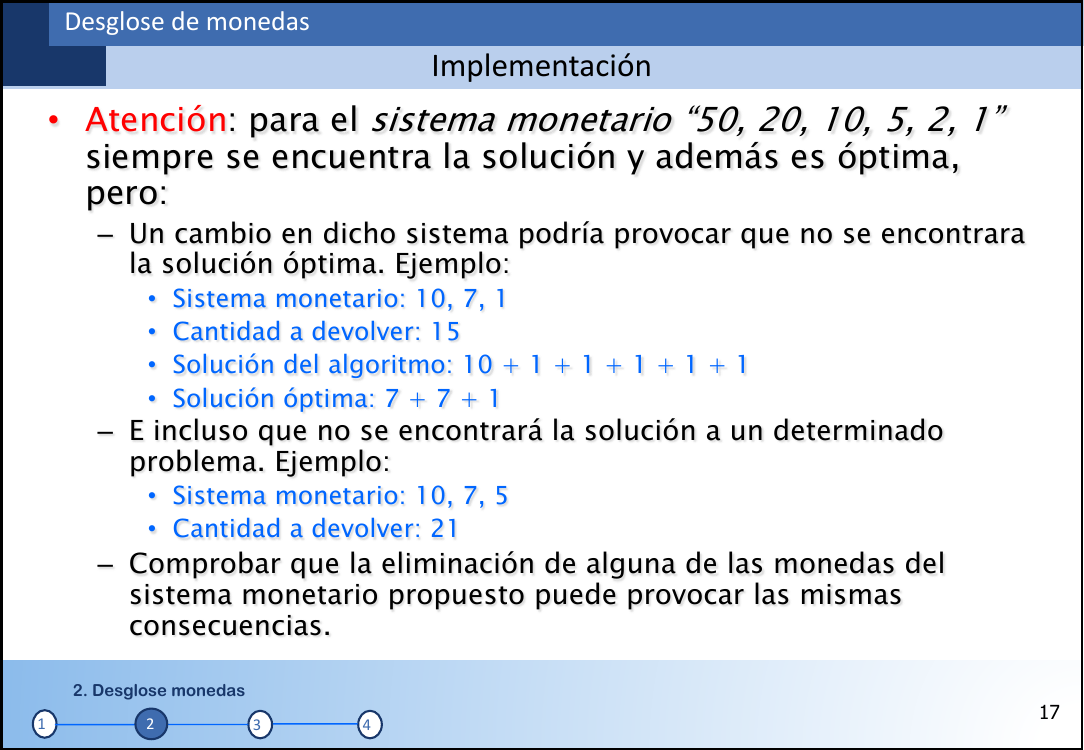 Desglose de monedas
Implementación
• Atención: para el sistema monetario “50, 20, 10, 5, 2, 1”
siempre se encuentra la solución y además es óptima,
pero:
– Un cambio en dicho sistema podría provocar que no se encontrara
la solución óptima. Ejemplo:
• Sistema monetario: 10, 7, 1
• Cantidad a devolver: 15
• Solución del algoritmo: 10 + 1 + 1 + 1 + 1 + 1
• Solución óptima: 7 + 7 + 1
– E incluso que no se encontrará la solución a un determinado
problema. Ejemplo:
• Sistema monetario: 10, 7, 5
• Cantidad a devolver: 21
– Comprobar que la eliminación de alguna de las monedas del
sistema monetario propuesto puede provocar las mismas
consecuencias.
2. Desglose monedas
1 2 3 4
17